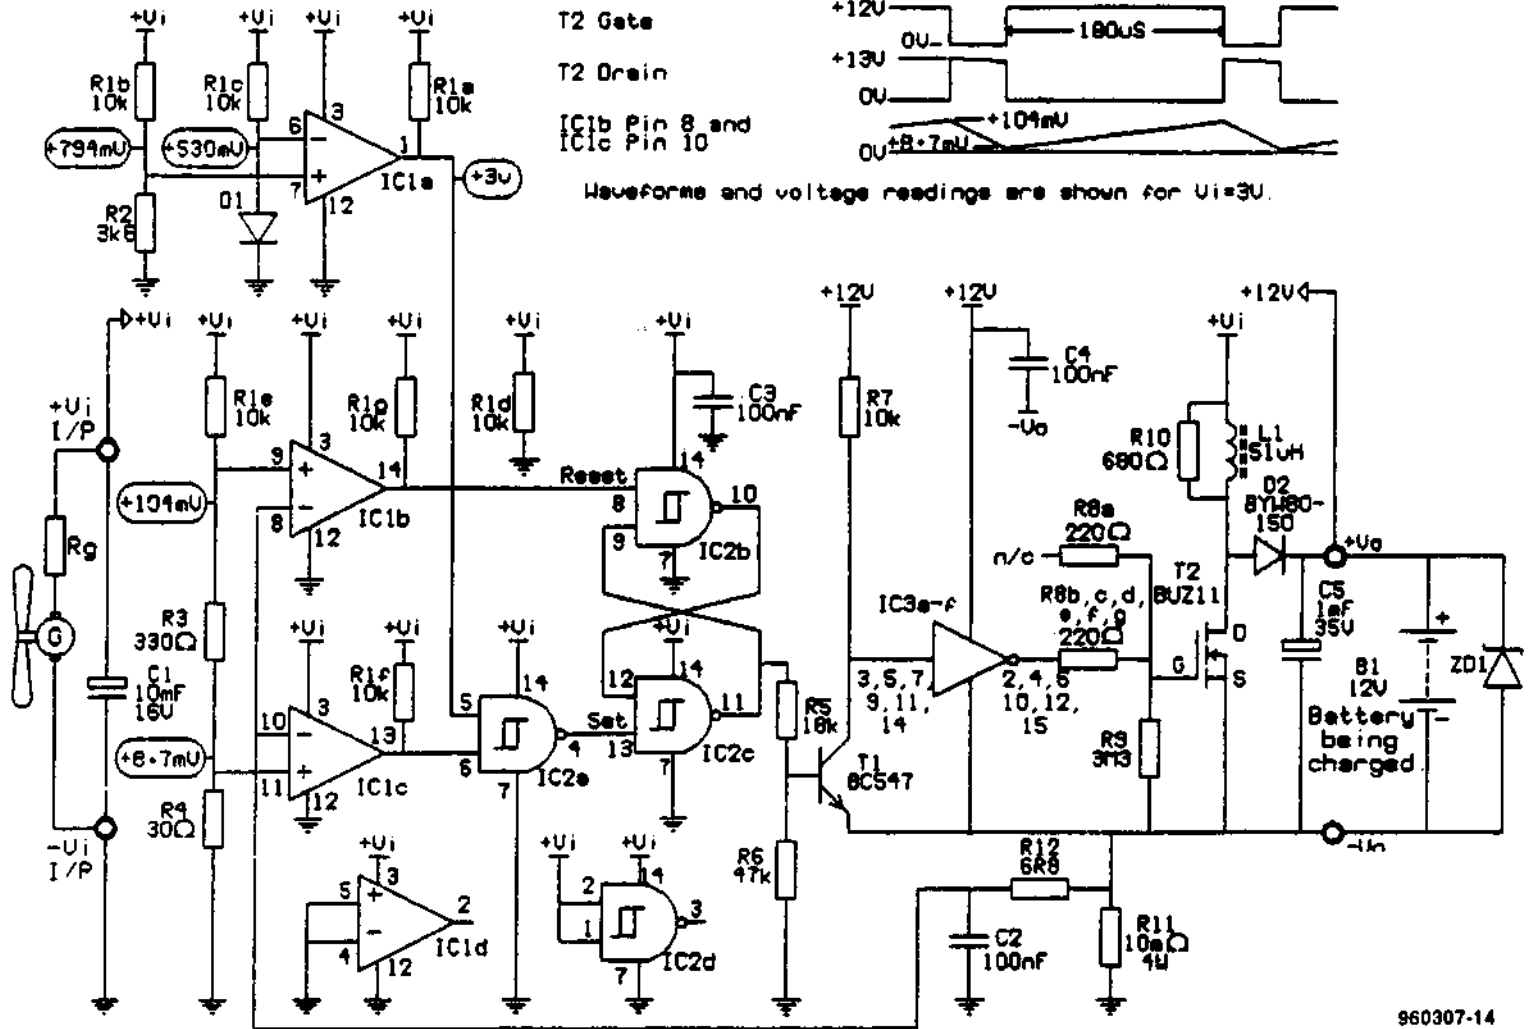 +Vi
+Vi
+Vi
+Vi
T2 Gate
+12V
0V
180uS
T2 Drain
+13V
0V
IC1b Pin 8 and
IC1c Pin 10
+104mV
+8.7mV
0V
Waveforms and voltage readings are shown for Vi=3V.
R1b
10k
R1c
10k
R1a
10k
+794mV
+530mV
6
3
1
7
12
IC1a
+3v
R2
D1
+Vi
+Vi
+Vi
+Vi
+Vi
+Vi
+12V
+12V
+12V
+Vi
R1e
10k
R1d
10k
C3
100nF
R7
10k
C4
100nF
-Vo
+Vi
I/P
R10
680Ω
L1
51uH
D2
BYW80-
150
9
3
14
8
12
IC1b
+104mV
Reset
8
9
14
10
7
IC2b
R8a
220Ω
n/c
+Vo
Rg
G
R3
330Ω
C1
10mF
16V
+Vi
+Vi
+Vi
+Vi
R1f
10k
IC3a-f
R8b,c,d,
e,f,g
220Ω
T2
BUZ11
G
D
S
C5
1mF
35V
B1
12V
+
-
ZD1
Battery
being
charged
3,5,7,
9,11,
14
2,4,6
10,12,
15
10
3
13
11
12
IC1c
+8.7mV
5
14
4
6
7
IC2a
Set
12
14
11
13
7
IC2c
R5
18k
T1
BC547
R9
3M3
R4
30Ω
-Vi
I/P
+Vi
+Vi
+Vi
R6
47k
R12
6R8
-Vo
5
3
2
4
12
IC1d
2
14
3
1
7
IC2d
C2
100nF
R11
10mΩ
4W
960307-14